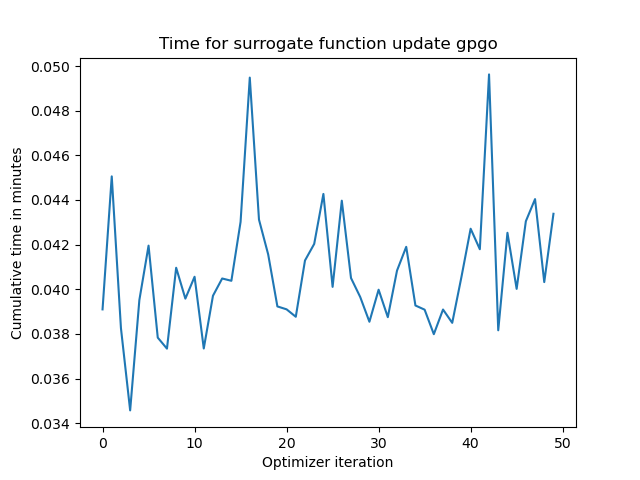 Time for surrogate function update gpgo
Cumulative time in minutes
0.050
0.048
0.046
0.044
0.042
0.040
0.038
0.036
0.034
0 10 20 30 40 50
Optimizer iteration